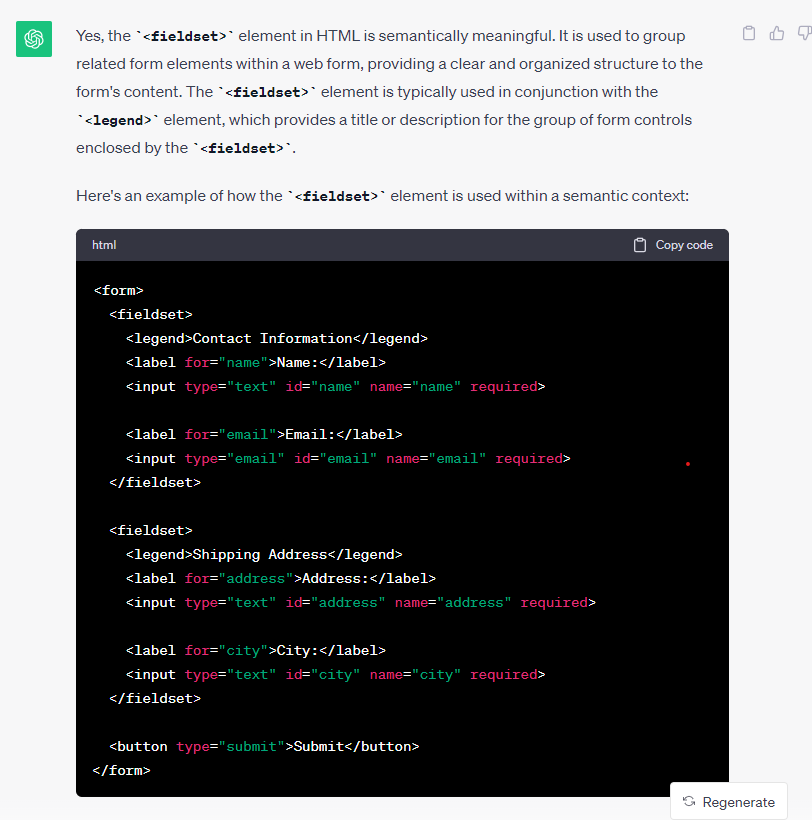 Yes, the `<fieldset>` element in HTML is semantically meaningful. It is used to group
related form elements within a web form, providing a clear and organized structure to the
form's content. The `<fieldset>` element is typically used in conjunction with the
`<legend>` element, which provides a title or description for the group of form controls
enclosed by the `<fieldset>`.
Here's an example of how the `<fieldset>` element is used within a semantic context:
html Copy code
<form>
  <fieldset>
    <legend>Contact Information</legend>
    <label for="name">Name:</label>
    <input type="text" id="name" name="name" required>

    <label for="email">Email:</label>
    <input type="email" id="email" name="email" required>
  </fieldset>

  <fieldset>
    <legend>Shipping Address</legend>
    <label for="address">Address:</label>
    <input type="text" id="address" name="address" required>

    <label for="city">City:</label>
    <input type="text" id="city" name="city" required>
  </fieldset>

  <button type="submit">Submit</button>
</form>
Regenerate